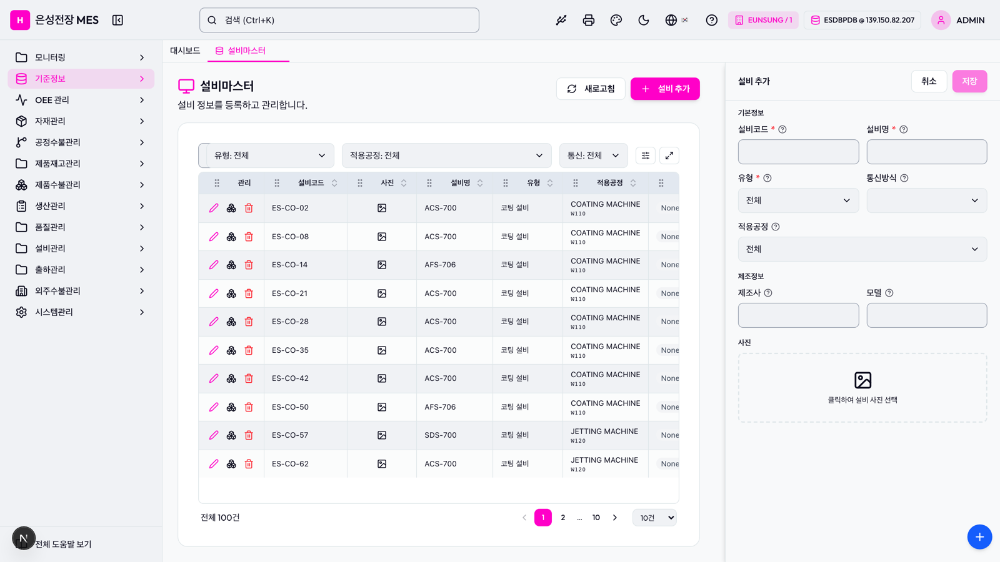 H 은성전장 MES
검색 (Ctrl+K)
EUNSUNG / 1
ESDBPDB @ 139.150.82.207
ADMIN
모니터링
기준정보
OEE 관리
자재관리
공정수불관리
제품재고관리
제품수불관리
생산관리
품질관리
설비관리
출하관리
외주수불관리
시스템관리
N 전체 도움말 보기
대시보드 설비마스터
설비마스터
설비 정보를 등록하고 관리합니다.
새로고침 설비 추가
유형: 전체 적용공정: 전체 통신: 전체
관리 설비코드 사진 설비명 유형 적용공정
ES-CO-02 ACS-700 코팅 설비 COATING MACHINE W110 None
ES-CO-08 ACS-700 코팅 설비 COATING MACHINE W110 None
ES-CO-14 AFS-706 코팅 설비 COATING MACHINE W110 None
ES-CO-21 ACS-700 코팅 설비 COATING MACHINE W110 None
ES-CO-28 ACS-700 코팅 설비 COATING MACHINE W110 None
ES-CO-35 ACS-700 코팅 설비 COATING MACHINE W110 None
ES-CO-42 ACS-700 코팅 설비 COATING MACHINE W110 None
ES-CO-50 AFS-706 코팅 설비 COATING MACHINE W110 None
ES-CO-57 SDS-700 코팅 설비 JETTING MACHINE W120 None
ES-CO-62 ACS-700 코팅 설비 JETTING MACHINE W120 None
전체 100건
1 2 ... 10 10건
설비 추가 취소 저장
기본정보
설비코드 * 설비명 *
유형 * 통신방식
전체
적용공정
전체
제조정보
제조사 모델
사진
클릭하여 설비 사진 선택